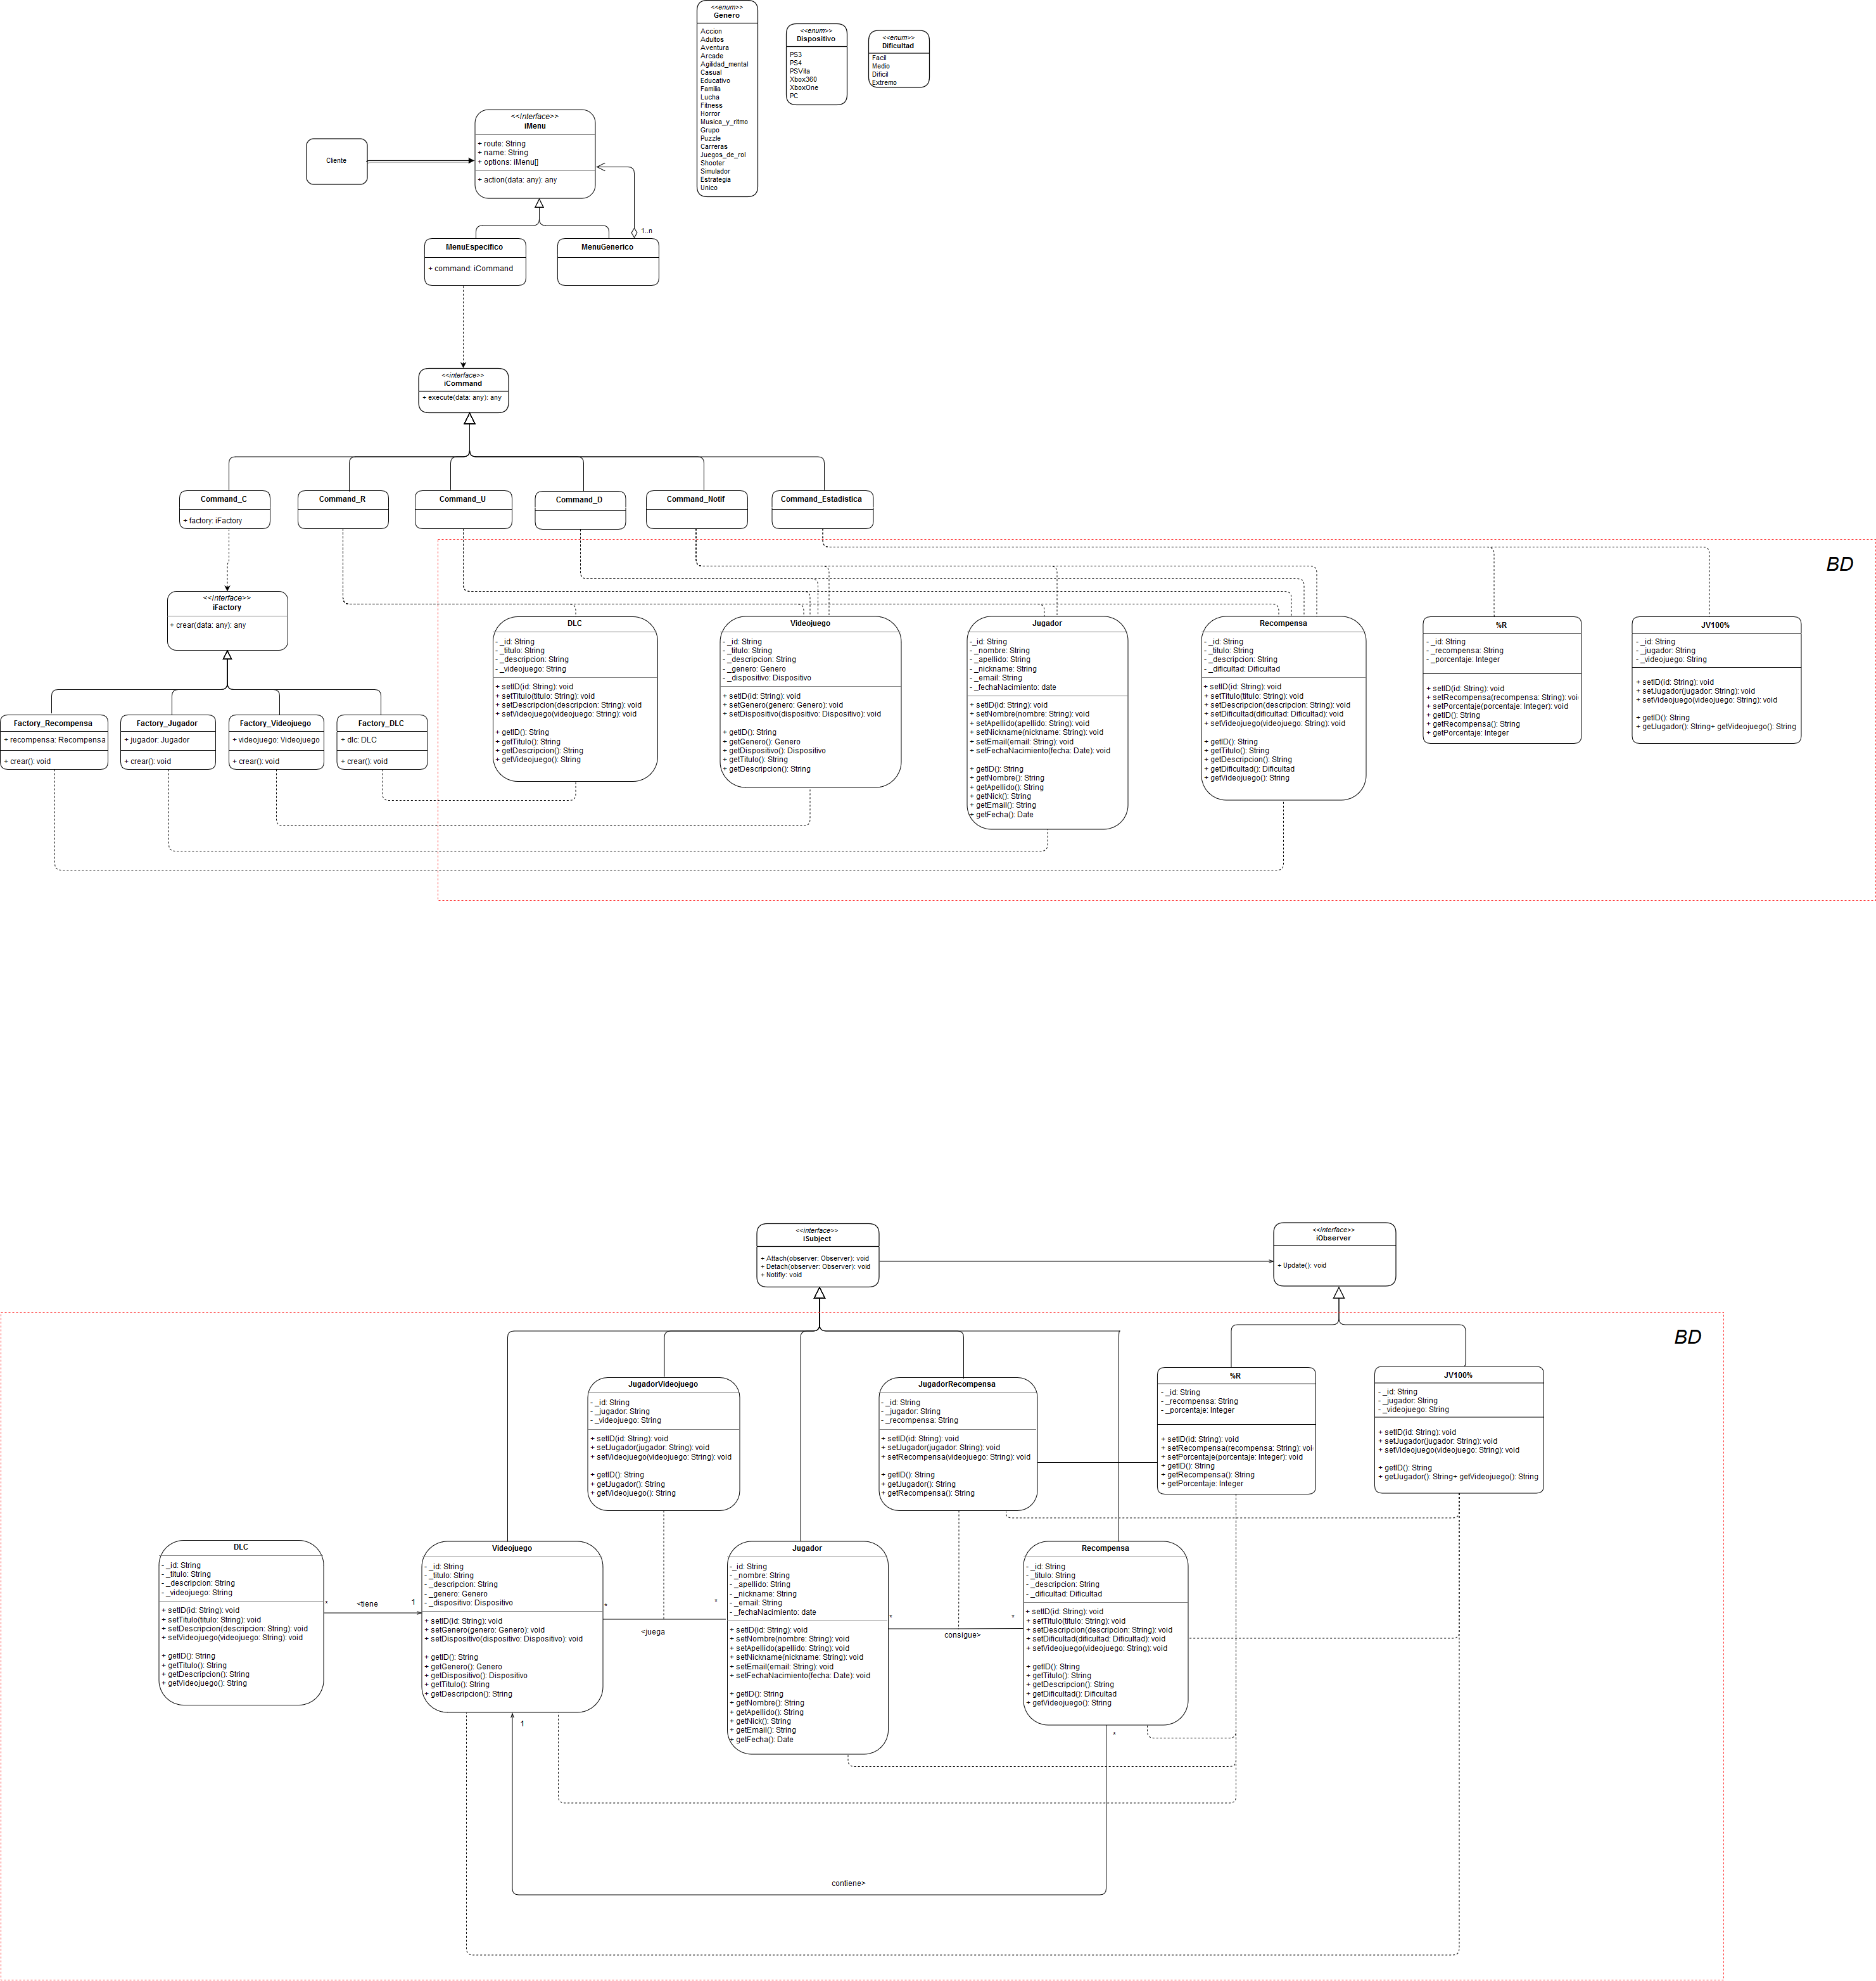 <<enum>>
Genero
Accion
Adultos
Aventura
Arcade
Agilidad_mental
Casual
Educativo
Familia
Lucha
Fitness
Horror
Musica_y_ritmo
Grupo
Puzzle
Carreras
Juegos_de_rol
Shooter
Simulador
Estrategia
Unico
<<enum>>
Dispositivo
PS3
PS4
PSVita
Xbox360
XboxOne
PC
<<enum>>
Dificultad
Facil
Medio
Dificil
Extremo
Cliente
<<Interface>>
iMenu
+ route: String
+ name: String
+ options: iMenu[]
+ action(data: any): any
1..n
MenuEspecifico
+ command: iCommand
MenuGenerico
<<interface>>
iCommand
+ execute(data: any): any
Command_C
+ factory: iFactory
Command_R
Command_U
Command_D
Command_Notif
Command_Estadistica
BD
<<Interface>>
iFactory
+ crear(data: any): any
Factory_Recompensa
+ recompensa: Recompensa
+ crear(): void
Factory_Jugador
+ jugador: Jugador
+ crear(): void
Factory_Videojuego
+ videojuego: Videojuego
+ crear(): void
Factory_DLC
+ dlc: DLC
+ crear(): void
DLC
- _id: String
- _titulo: String
- _descripcion: String
- _videojuego: String
+ setID(id: String): void
+ setTitulo(titulo: String): void
+ setDescripcion(descripcion: String): void
+ setVideojuego(videojuego: String): void
+ getID(): String
+ getTitulo(): String
+ getDescripcion(): String
+ getVideojuego(): String
Videojuego
- _id: String
- _titulo: String
- _descripcion: String
- _genero: Genero
- _dispositivo: Dispositivo
+ setID(id: String): void
+ setGenero(genero: Genero): void
+ setDispositivo(dispositivo: Dispositivo): void
+ getID(): String
+ getGenero(): Genero
+ getDispositivo(): Dispositivo
+ getTitulo(): String
+ getDescripcion(): String
Jugador
- _id: String
- _nombre: String
- _apellido: String
- _nickname: String
- _email: String
- _fechaNacimiento: date
+ setID(id: String): void
+ setNombre(nombre: String): void
+ setApellido(apellido: String): void
+ setNickname(nickname: String): void
+ setEmail(email: String): void
+ setFechaNacimiento(fecha: Date): void
+ getID(): String
+ getNombre(): String
+ getApellido(): String
+ getNick(): String
+ getEmail(): String
+ getFecha(): Date
Recompensa
- _id: String
- _titulo: String
- _descripcion: String
- _dificultad: Dificultad
+ setID(id: String): void
+ setTitulo(titulo: String): void
+ setDescripcion(descripcion: String): void
+ setDificultad(dificultad: Dificultad): void
+ setVideojuego(videojuego: String): void
+ getID(): String
+ getTitulo(): String
+ getDescripcion(): String
+ getDificultad(): Dificultad
+ getVideojuego(): String
%R
- _id: String
- _recompensa: String
- _porcentaje: Integer
+ setID(id: String): void
+ setRecompensa(recompensa: String): voi
+ setPorcentaje(porcentaje: Integer): void
+ getID(): String
+ getRecompensa(): String
+ getPorcentaje: Integer
JV100%
- _id: String
- _jugador: String
- _videojuego: String
+ setID(id: String): void
+ setJugador(jugador: String): void
+ setVideojuego(videojuego: String): void
+ getID(): String
+ getJugador(): String+ getVideojuego(): String
<<interface>>
iSubject
+ Attach(observer: Observer): void
+ Detach(observer: Observer): void
+ Notifiy: void
<<interface>>
iObserver
+ Update(): void
BD
JugadorVideojuego
- _id: String
- _jugador: String
- _videojuego: String
+ setID(id: String): void
+ setJugador(jugador: String): void
+ setVideojuego(videojuego: String): void
+ getID(): String
+ getJugador(): String
+ getVideojuego(): String
JugadorRecompensa
- _id: String
- _jugador: String
- _recompensa: String
+ setID(id: String): void
+ setJugador(jugador: String): void
+ setRecompensa(videojuego: String): void
+ getID(): String
+ getJugador(): String
+ getRecompensa(): String
%R
- _id: String
- _recompensa: String
- _porcentaje: Integer
+ setID(id: String): void
+ setRecompensa(recompensa: String): voi
+ setPorcentaje(porcentaje: Integer): void
+ getID(): String
+ getRecompensa(): String
+ getPorcentaje: Integer
JV100%
- _id: String
- _jugador: String
- _videojuego: String
+ setID(id: String): void
+ setJugador(jugador: String): void
+ setVideojuego(videojuego: String): void
+ getID(): String
+ getJugador(): String+ getVideojuego(): String
DLC
- _id: String
- _titulo: String
- _descripcion: String
- _videojuego: String
+ setID(id: String): void
+ setTitulo(titulo: String): void
+ setDescripcion(descripcion: String): void
+ setVideojuego(videojuego: String): void
+ getID(): String
+ getTitulo(): String
+ getDescripcion(): String
+ getVideojuego(): String
*
<tiene
1
Videojuego
- _id: String
- _titulo: String
- _descripcion: String
- _genero: Genero
- _dispositivo: Dispositivo
+ setID(id: String): void
+ setGenero(genero: Genero): void
+ setDispositivo(dispositivo: Dispositivo): void
+ getID(): String
+ getGenero(): Genero
+ getDispositivo(): Dispositivo
+ getTitulo(): String
+ getDescripcion(): String
*
<juega
*
Jugador
- _id: String
- _nombre: String
- _apellido: String
- _nickname: String
- _email: String
- _fechaNacimiento: date
+ setID(id: String): void
+ setNombre(nombre: String): void
+ setApellido(apellido: String): void
+ setNickname(nickname: String): void
+ setEmail(email: String): void
+ setFechaNacimiento(fecha: Date): void
+ getID(): String
+ getNombre(): String
+ getApellido(): String
+ getNick(): String
+ getEmail(): String
+ getFecha(): Date
*
consigue>
*
Recompensa
- _id: String
- _titulo: String
- _descripcion: String
- _dificultad: Dificultad
+ setID(id: String): void
+ setTitulo(titulo: String): void
+ setDescripcion(descripcion: String): void
+ setDificultad(dificultad: Dificultad): void
+ setVideojuego(videojuego: String): void
+ getID(): String
+ getTitulo(): String
+ getDescripcion(): String
+ getDificultad(): Dificultad
+ getVideojuego(): String
1
*
contiene>